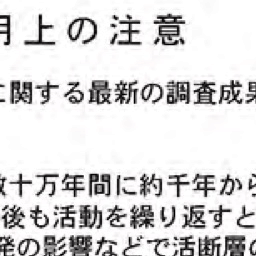 用上の注意
に関する最新の調査成果
数十万年間に約千年から
後も活動を繰り返すと
発の影響などで活断層の